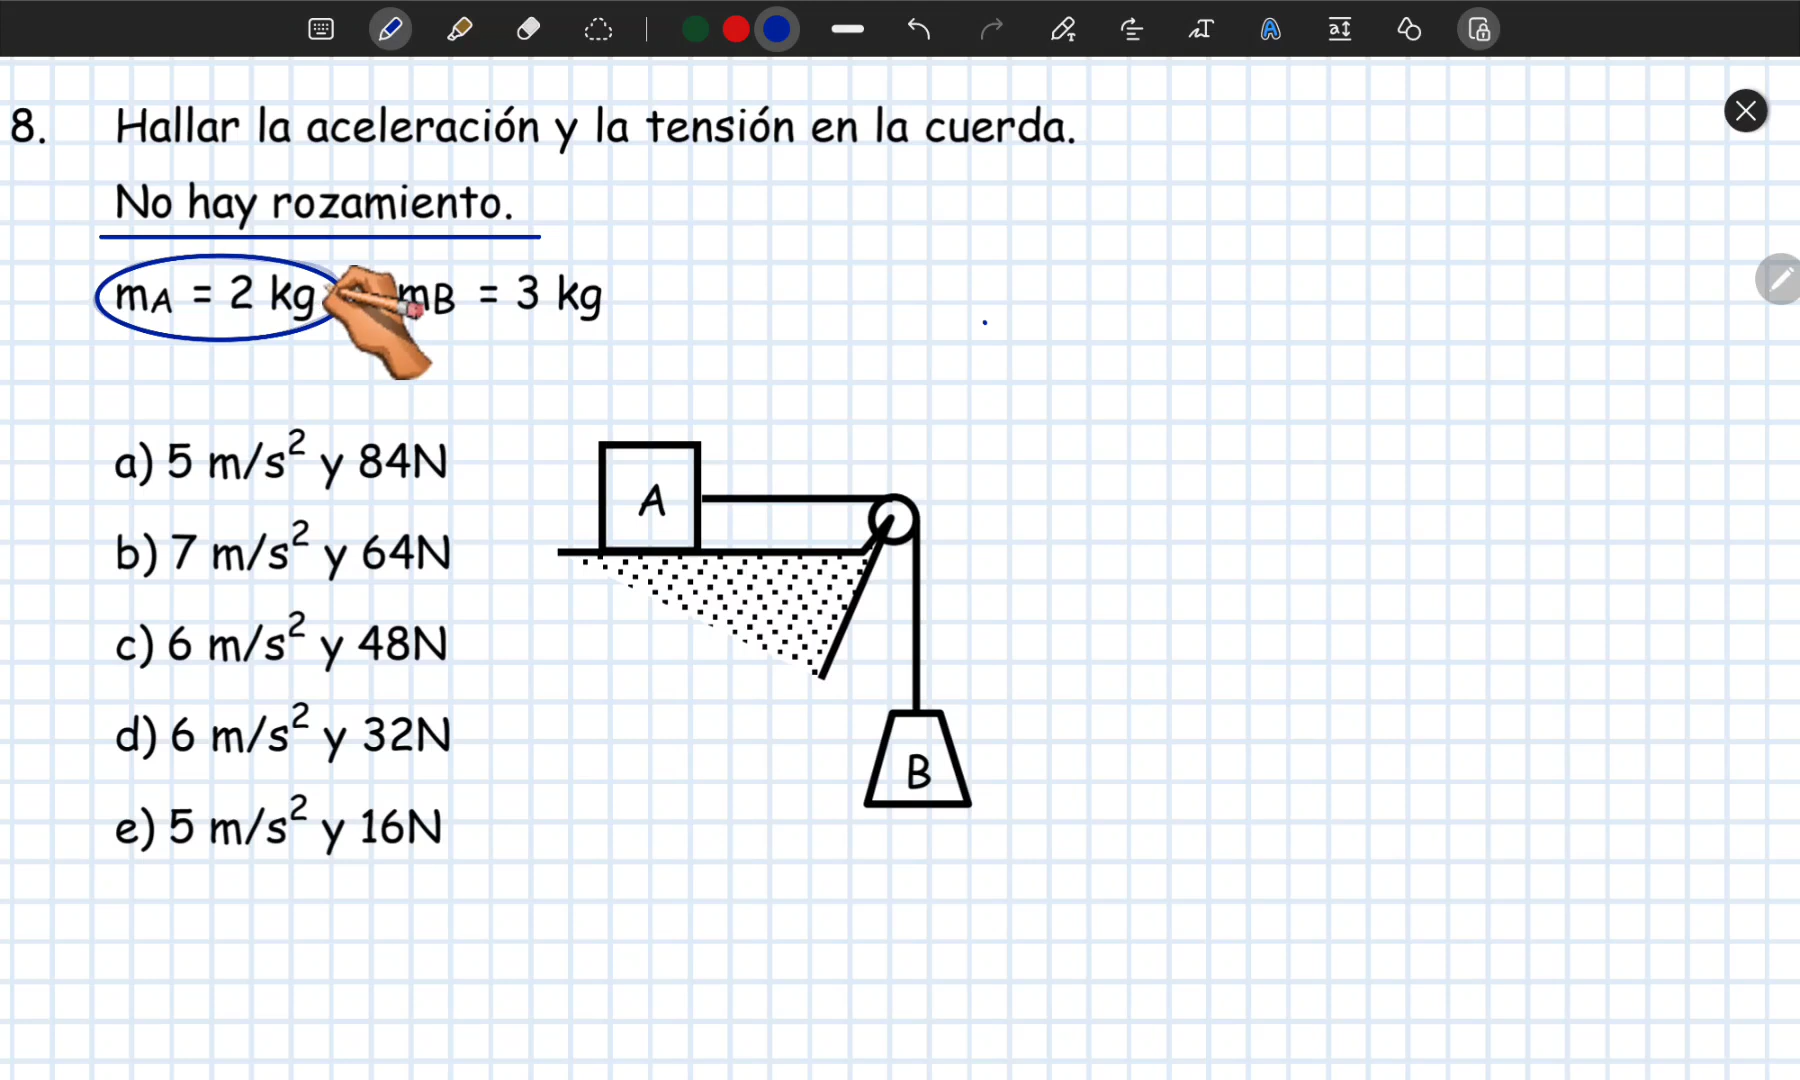 8. Hallar la aceleración y la tensión en la cuerda.
No hay rozamiento.
mA = 2 kg mB = 3 kg
a) 5 m/s² y 84N
b) 7 m/s² y 64N
c) 6 m/s² y 48N
d) 6 m/s² y 32N
e) 5 m/s² y 16N
A
B